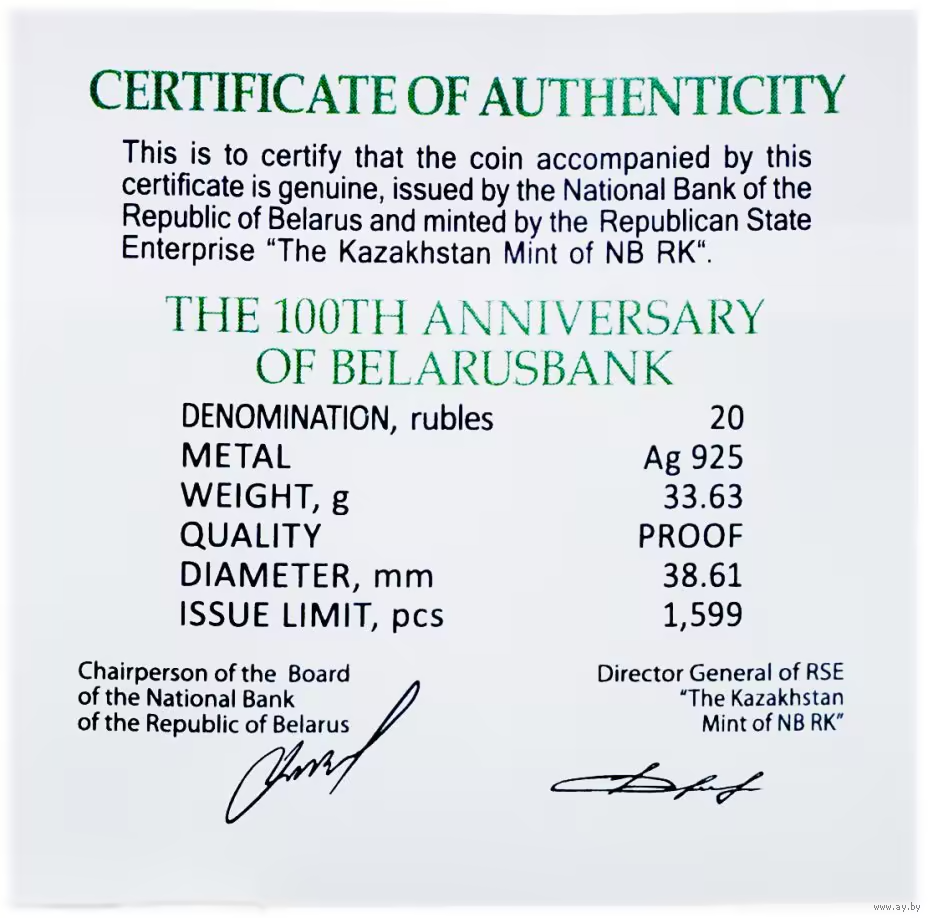 CERTIFICATE OF AUTHENTICITY
This is to certify that the coin accompanied by this
certificate is genuine, issued by the National Bank of the
Republic of Belarus and minted by the Republican State
Enterprise “The Kazakhstan Mint of NB RK“.
THE 100TH ANNIVERSARY
OF BELARUSBANK
DENOMINATION, rubles 20
METAL Ag 925
WEIGHT, g 33.63
QUALITY PROOF
DIAMETER, mm 38.61
ISSUE LIMIT, pcs 1,599
Chairperson of the Board
of the National Bank
of the Republic of Belarus
Director General of RSE
“The Kazakhstan
Mint of NB RK”
www.ay.by